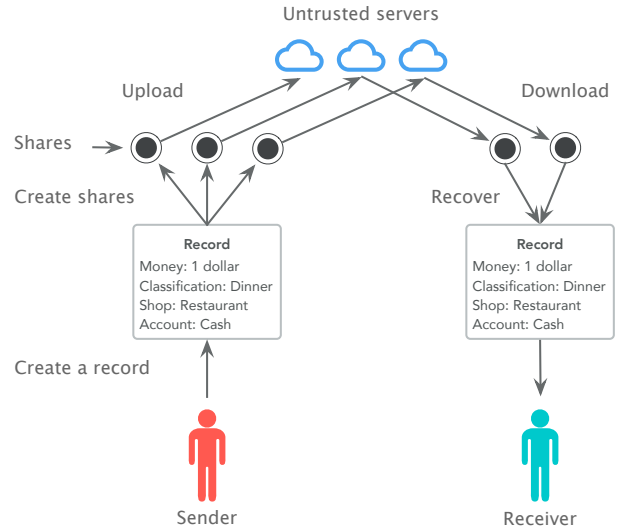 Untrusted servers
Upload
Download
Shares
Create shares
Recover
Record
Money: 1 dollar
Classification: Dinner
Shop: Restaurant
Account: Cash
Record
Money: 1 dollar
Classification: Dinner
Shop: Restaurant
Account: Cash
Create a record
Sender
Receiver